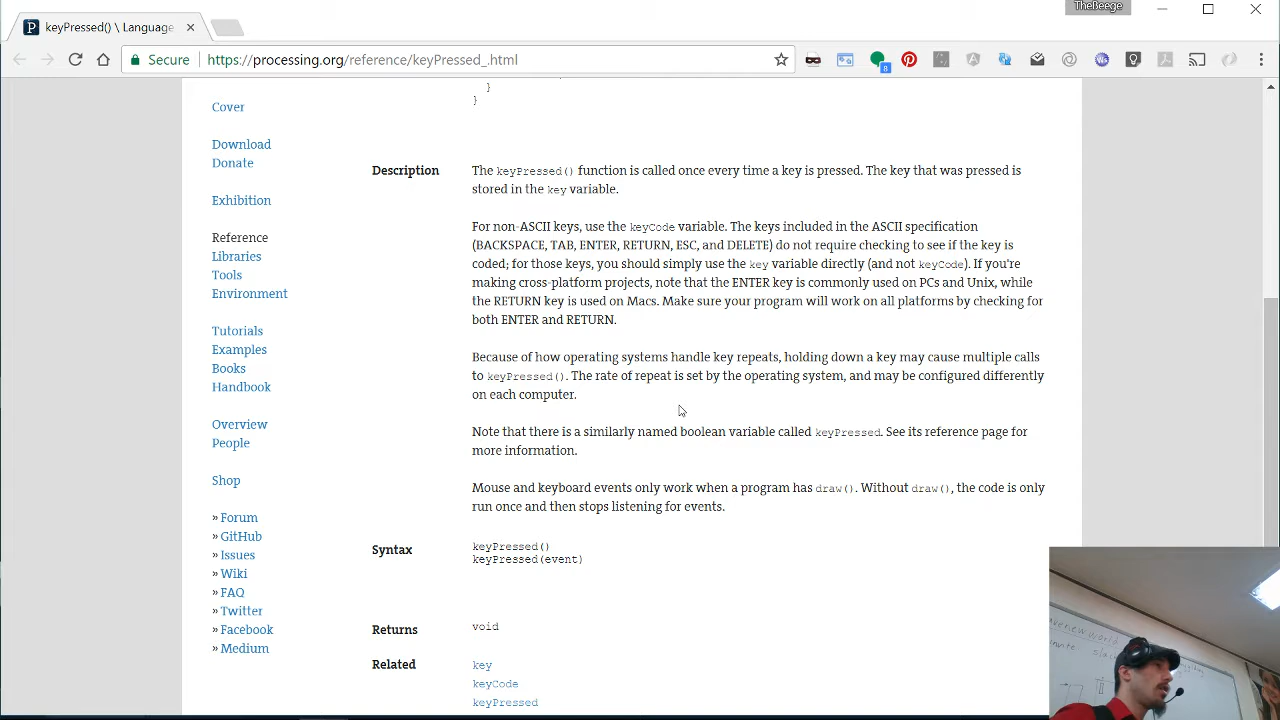 TheBeege
keyPressed() \ Language
Secure https://processing.org/reference/keyPressed_.html
8
}
}
Cover
Download
Donate
Exhibition
Reference
Libraries
Tools
Environment
Tutorials
Examples
Books
Handbook
Overview
People
Shop
» Forum
» GitHub
» Issues
» Wiki
» FAQ
» Twitter
» Facebook
» Medium
Description
The keyPressed() function is called once every time a key is pressed. The key that was pressed is
stored in the key variable.
For non-ASCII keys, use the keyCode variable. The keys included in the ASCII specification
(BACKSPACE, TAB, ENTER, RETURN, ESC, and DELETE) do not require checking to see if the key is
coded; for those keys, you should simply use the key variable directly (and not keyCode). If you're
making cross-platform projects, note that the ENTER key is commonly used on PCs and Unix, while
the RETURN key is used on Macs. Make sure your program will work on all platforms by checking for
both ENTER and RETURN.
Because of how operating systems handle key repeats, holding down a key may cause multiple calls
to keyPressed(). The rate of repeat is set by the operating system, and may be configured differently
on each computer.
Note that there is a similarly named boolean variable called keyPressed. See its reference page for
more information.
Mouse and keyboard events only work when a program has draw(). Without draw(), the code is only
run once and then stops listening for events.
Syntax
keyPressed()
keyPressed(event)
Returns
void
Related
key
keyCode
keyPressed
new world